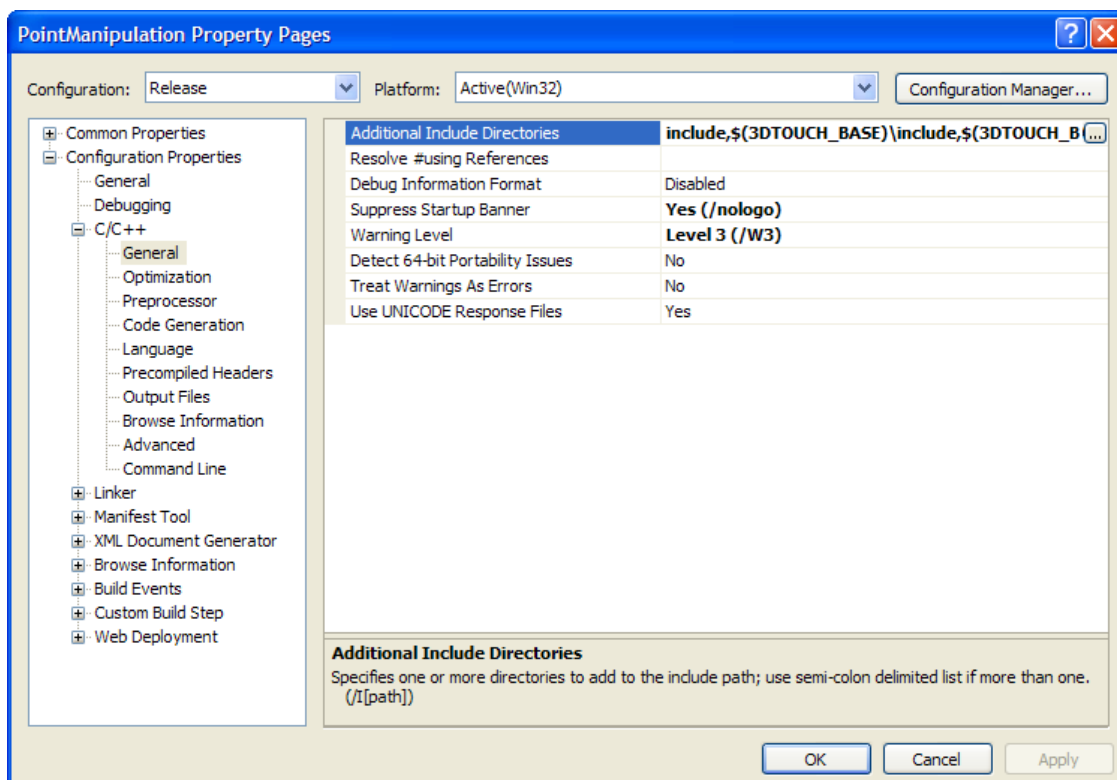 PointManipulation Property Pages
Configuration: Release Platform: Active(Win32) Configuration Manager...
Common Properties
Configuration Properties
General
Debugging
C/C++
General
Optimization
Preprocessor
Code Generation
Language
Precompiled Headers
Output Files
Browse Information
Advanced
Command Line
Linker
Manifest Tool
XML Document Generator
Browse Information
Build Events
Custom Build Step
Web Deployment
Additional Include Directories include,$(3DTOUCH_BASE)\include,$(3DTOUCH_B(...
Resolve #using References
Debug Information Format Disabled
Suppress Startup Banner Yes (/nologo)
Warning Level Level 3 (/W3)
Detect 64-bit Portability Issues No
Treat Warnings As Errors No
Use UNICODE Response Files Yes
Additional Include Directories
Specifies one or more directories to add to the include path; use semi-colon delimited list if more than one.
(/I[path])
OK Cancel Apply